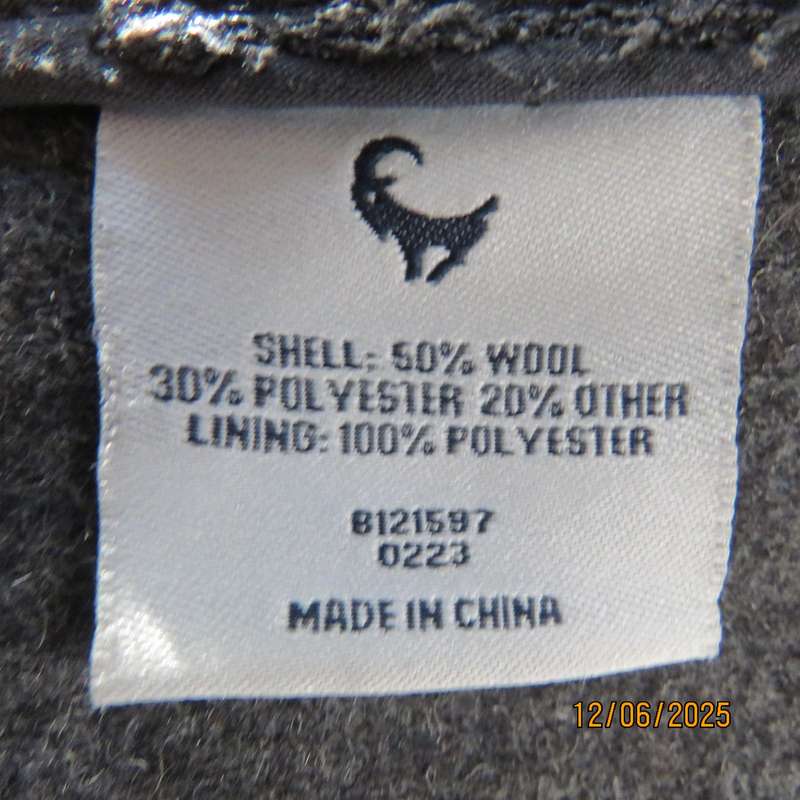 SHELL: 50% WOOL
30% POLYESTER 20% OTHER
LINING: 100% POLYESTER
8121597
0223
MADE IN CHINA
12/06/2025